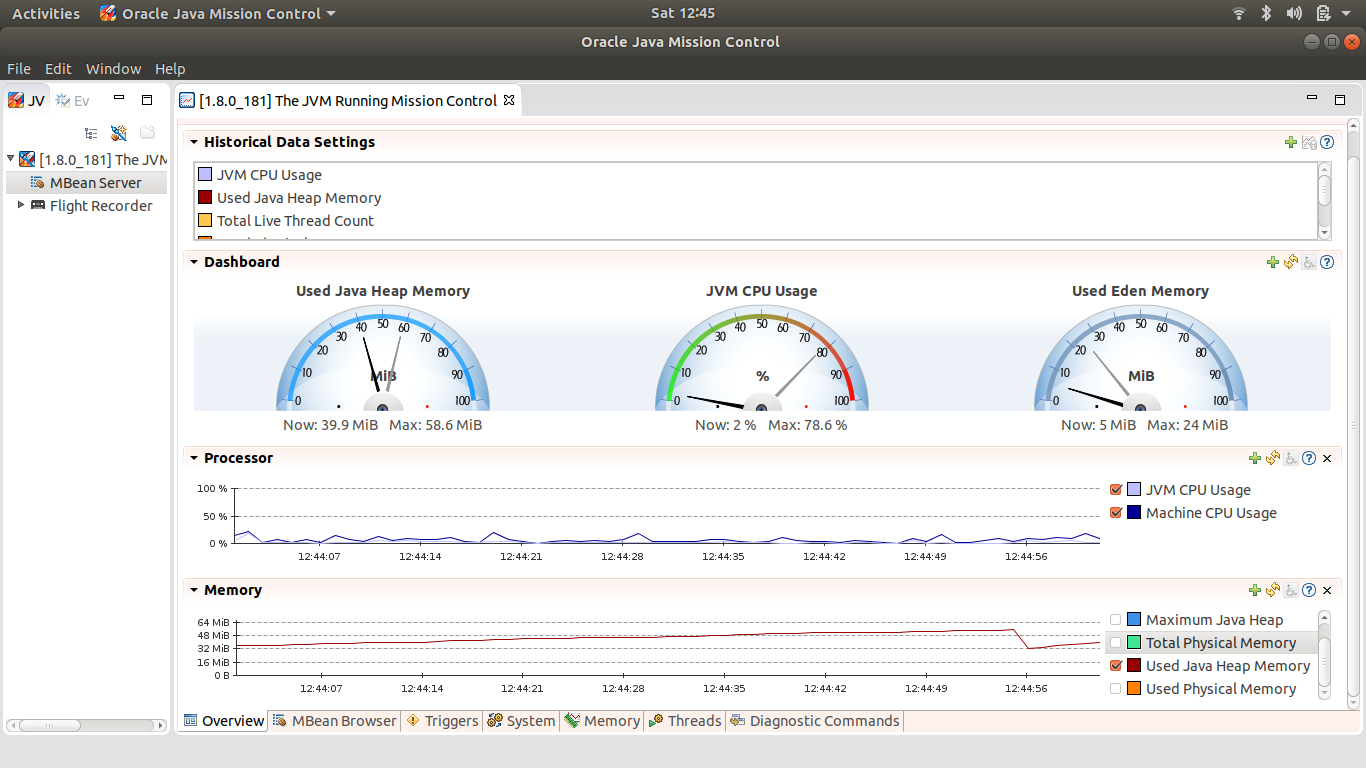 Activities Oracle Java Mission Control Sat 12:45
Oracle Java Mission Control
File Edit Window Help
JV Ev
[1.8.0_181] The JVM Running Mission Control
[1.8.0_181] The JVM
MBean Server
Flight Recorder
Historical Data Settings
JVM CPU Usage
Used Java Heap Memory
Total Live Thread Count
Dashboard
Used Java Heap Memory
0 10 20 30 40 50 60 70 80 90 100
MiB
Now: 39.9 MiB Max: 58.6 MiB
JVM CPU Usage
0 10 20 30 40 50 60 70 80 90 100
%
Now: 2 % Max: 78.6 %
Used Eden Memory
0 10 20 30 40 50 60 70 80 90 100
MiB
Now: 5 MiB Max: 24 MiB
Processor
100 %
50 %
0 %
12:44:07 12:44:14 12:44:21 12:44:28 12:44:35 12:44:42 12:44:49 12:44:56
JVM CPU Usage
Machine CPU Usage
Memory
64 MiB
48 MiB
32 MiB
16 MiB
0 B
12:44:07 12:44:14 12:44:21 12:44:28 12:44:35 12:44:42 12:44:49 12:44:56
Maximum Java Heap
Total Physical Memory
Used Java Heap Memory
Used Physical Memory
Overview MBean Browser Triggers System Memory Threads Diagnostic Commands